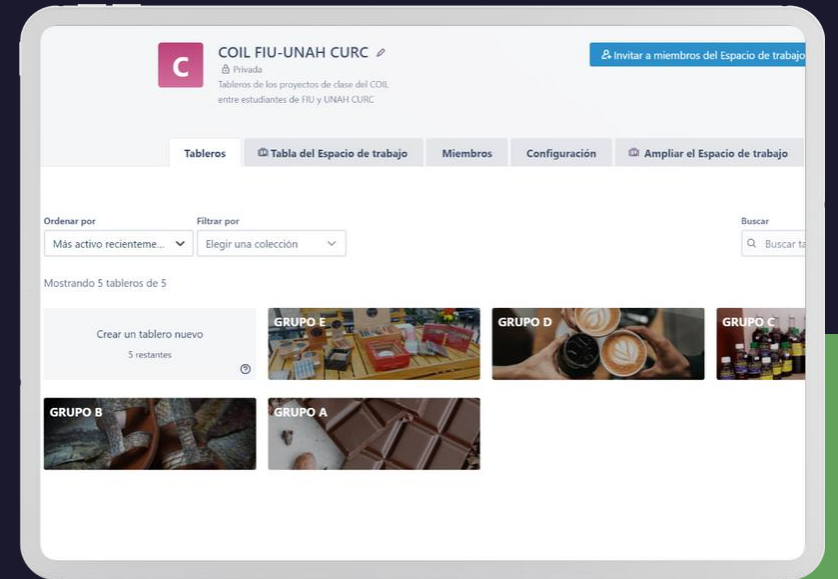 C
COIL FIU-UNAH CURC
Privada
Tableros de los proyectos de clase del COIL
entre estudiantes de FIU y UNAH CURC
Invitar a miembros del Espacio de trabajo
Tableros
Tabla del Espacio de trabajo
Miembros
Configuración
Ampliar el Espacio de trabajo
Ordenar por
Filtrar por
Buscar
Más activo recienteme...
Elegir una colección
Buscar ta
Mostrando 5 tableros de 5
Crear un tablero nuevo
5 restantes
GRUPO E
GRUPO D
GRUPO C
GRUPO B
GRUPO A